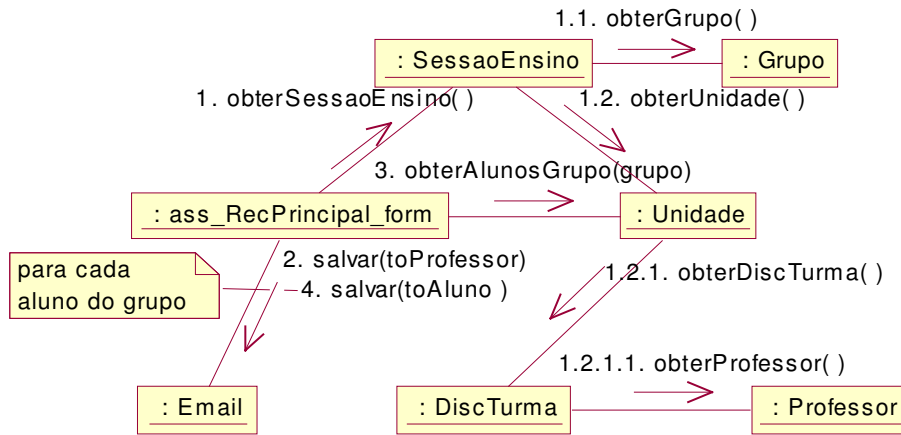 1.1. obterGrupo( )
: SessaoEnsino
: Grupo
1. obterSessaoEnsino( )
1.2. obterUnidade( )
3. obterAlunosGrupo(grupo)
: ass_RecPrincipal_form
: Unidade
2. salvar(toProfessor)
1.2.1. obterDiscTurma( )
para cada
aluno do grupo
4. salvar(toAluno )
1.2.1.1. obterProfessor( )
: Email
: DiscTurma
: Professor